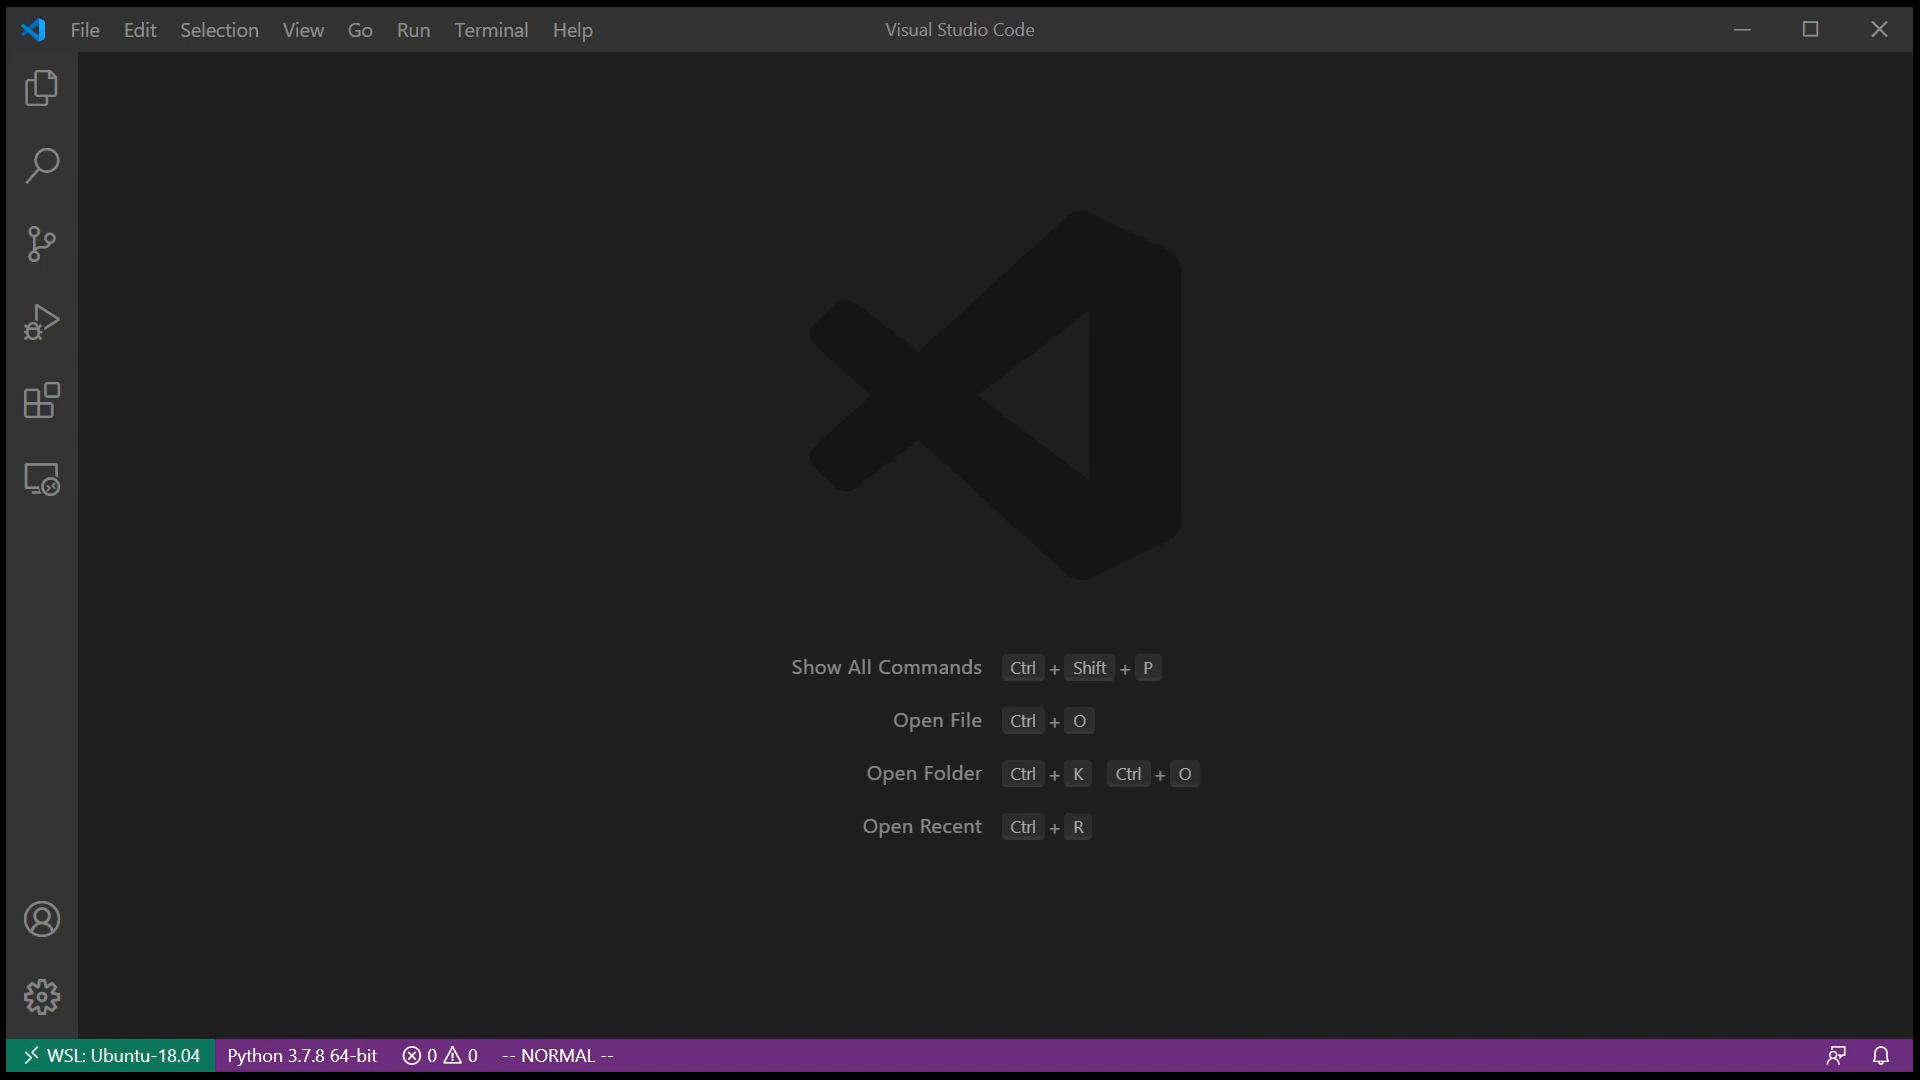 File Edit Selection View Go Run Terminal Help Visual Studio Code
Show All Commands Ctrl + Shift + P
Open File Ctrl + O
Open Folder Ctrl + K Ctrl + O
Open Recent Ctrl + R
WSL: Ubuntu-18.04 Python 3.7.8 64-bit 0 0 -- NORMAL --